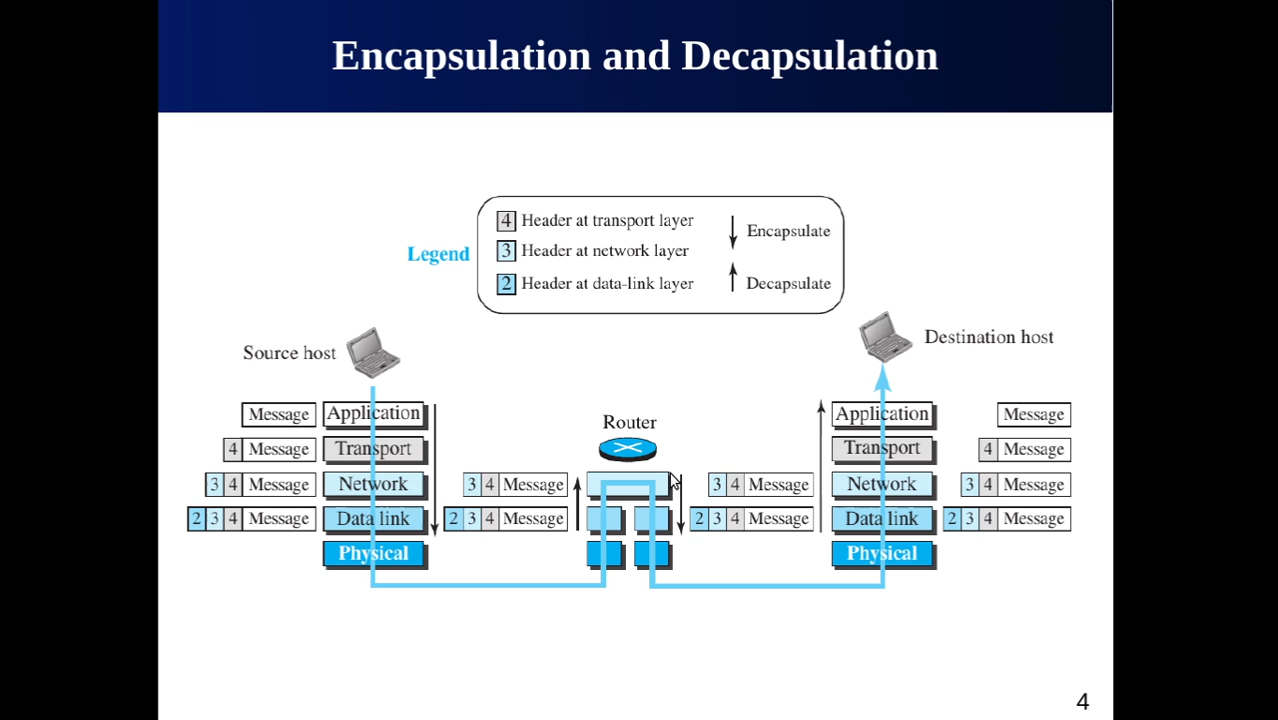 Encapsulation and Decapsulation
Legend
4 Header at transport layer
3 Header at network layer
2 Header at data-link layer
Encapsulate
Decapsulate
Source host
Destination host
Router
Message Application
4 Message Transport
3 4 Message Network
2 3 4 Message Data link
Physical
3 4 Message
2 3 4 Message
3 4 Message
2 3 4 Message
Application Message
Transport 4 Message
Network 3 4 Message
Data link 2 3 4 Message
Physical
4